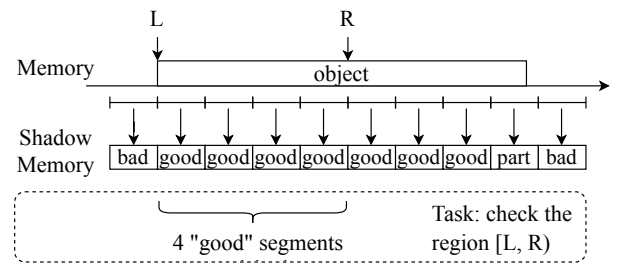 L R
Memory object
Shadow
Memory bad good good good good good good good part bad
4 "good" segments
Task: check the
region [L, R)